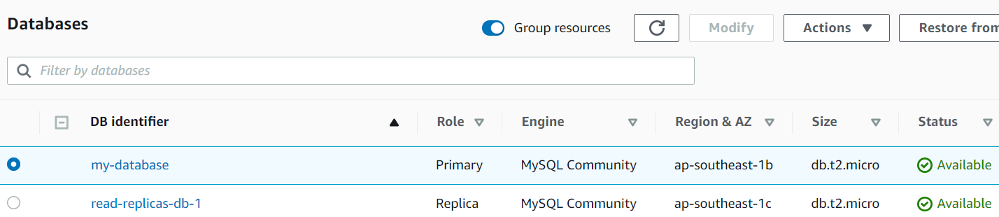 Databases
Group resources Modify Actions Restore from
Filter by databases
DB identifier Role Engine Region & AZ Size Status
my-database Primary MySQL Community ap-southeast-1b db.t2.micro Available
read-replicas-db-1 Replica MySQL Community ap-southeast-1c db.t2.micro Available